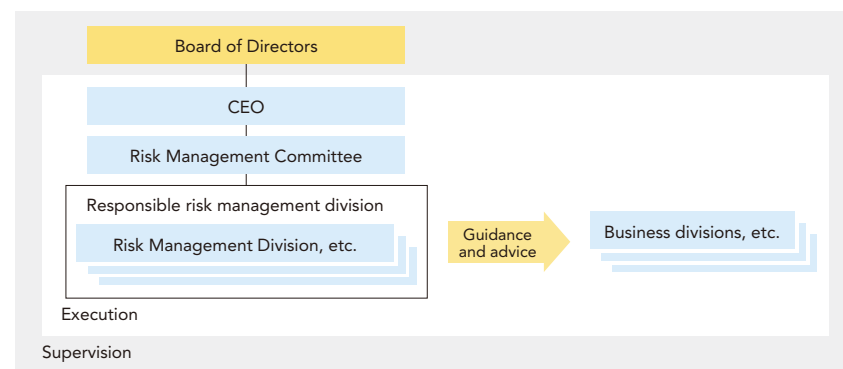 Board of Directors
CEO
Risk Management Committee
Responsible risk management division
Risk Management Division, etc.
Guidance
and advice
Business divisions, etc.
Execution
Supervision